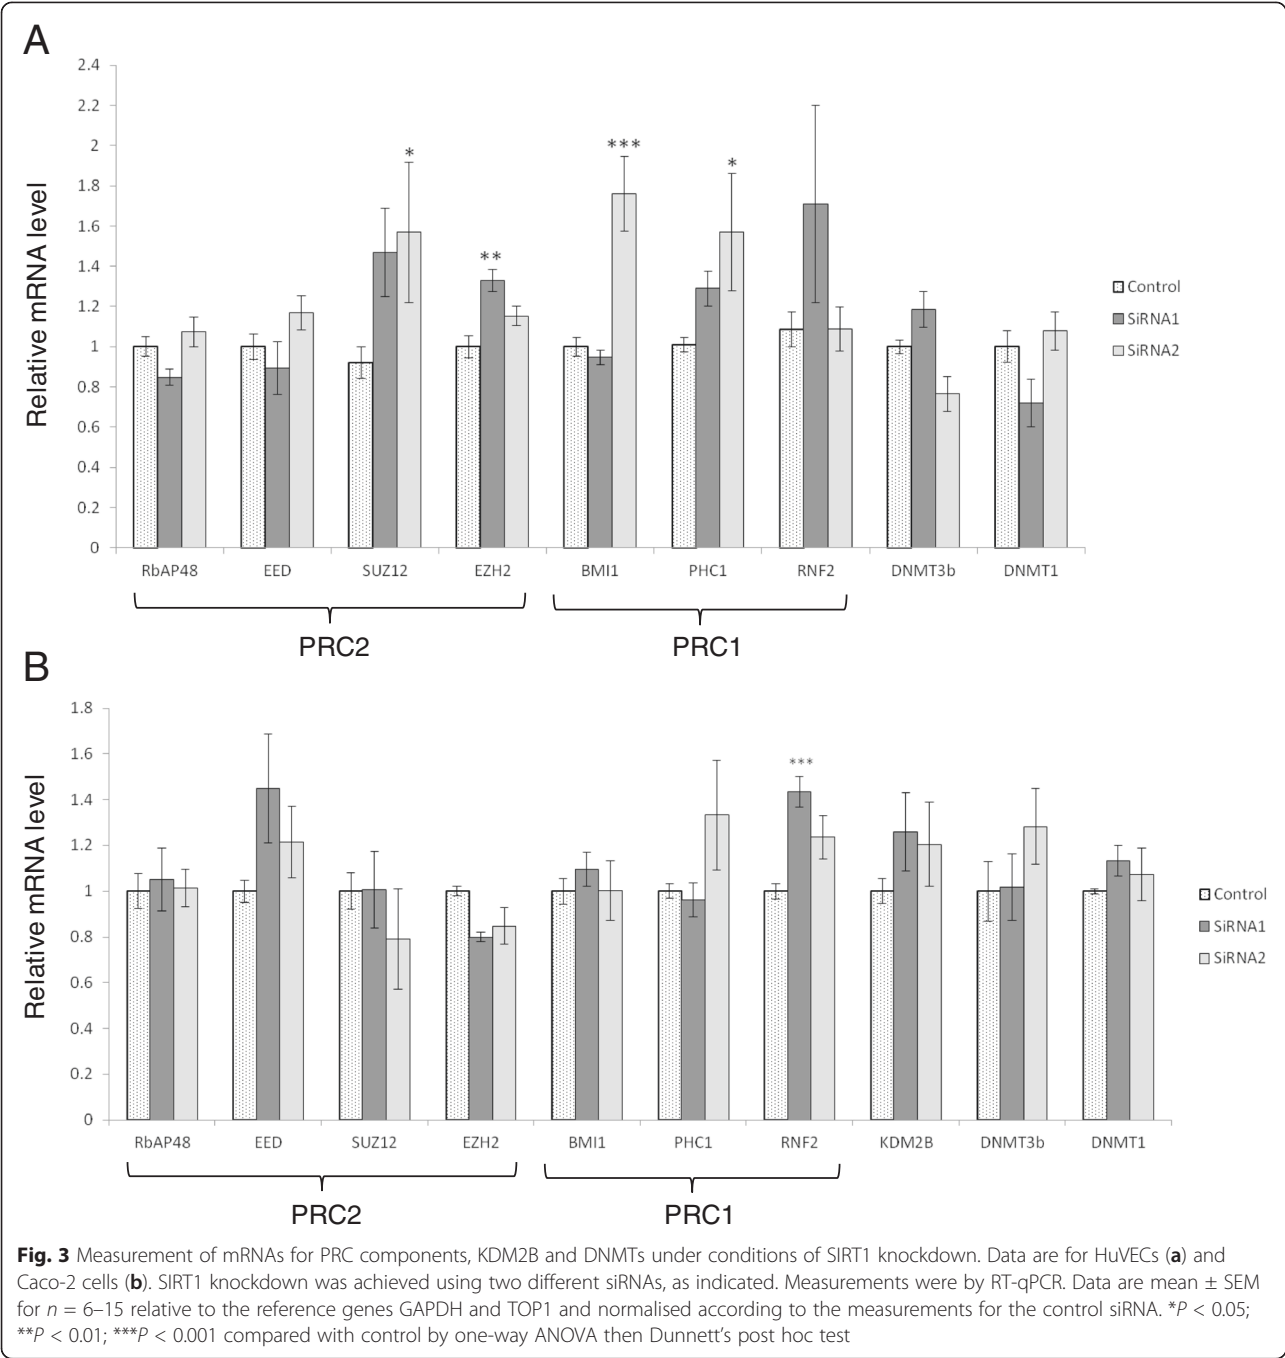 A
2.4
2.2
2
1.8
1.6
1.4
1.2
1
0.8
0.6
0.4
0.2
0
Relative mRNA level
* ** *** *
Control
SiRNA1
SiRNA2
RbAP48 EED SUZ12 EZH2 BMI1 PHC1 RNF2 DNMT3b DNMT1
PRC2 PRC1
B
1.8
1.6
1.4
1.2
1
0.8
0.6
0.4
0.2
0
Relative mRNA level
***
Control
SiRNA1
SiRNA2
RbAP48 EED SUZ12 EZH2 BMI1 PHC1 RNF2 KDM2B DNMT3b DNMT1
PRC2 PRC1
Fig. 3 Measurement of mRNAs for PRC components, KDM2B and DNMTs under conditions of SIRT1 knockdown. Data are for HuVECs (a) and
Caco-2 cells (b). SIRT1 knockdown was achieved using two different siRNAs, as indicated. Measurements were by RT-qPCR. Data are mean ± SEM
for n = 6–15 relative to the reference genes GAPDH and TOP1 and normalised according to the measurements for the control siRNA. *P < 0.05;
**P < 0.01; ***P < 0.001 compared with control by one-way ANOVA then Dunnett's post hoc test